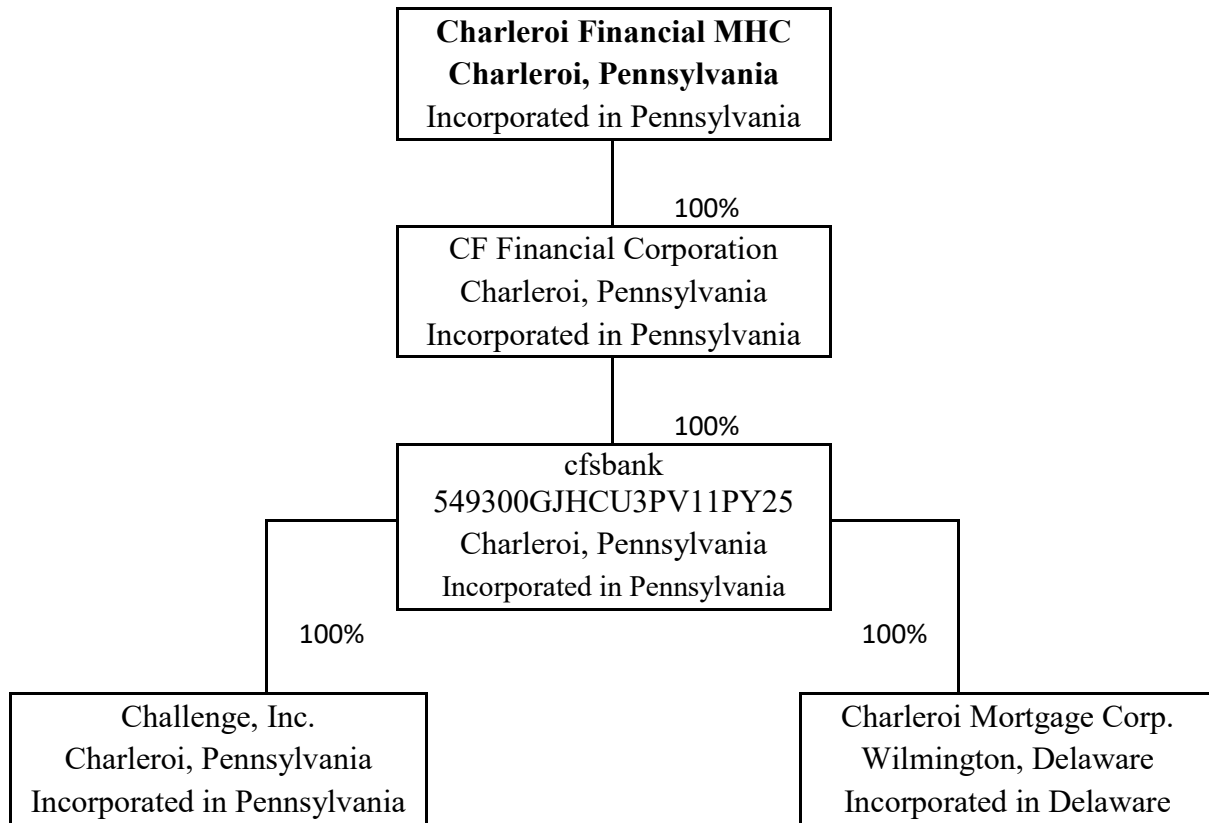 Charleroi Financial MHC
Charleroi, Pennsylvania
Incorporated in Pennsylvania
100%
CF Financial Corporation
Charleroi, Pennsylvania
Incorporated in Pennsylvania
100%
cfsbank
549300GJHCU3PV11PY25
Charleroi, Pennsylvania
Incorporated in Pennsylvania
100%
100%
Challenge, Inc.
Charleroi, Pennsylvania
Incorporated in Pennsylvania
Charleroi Mortgage Corp.
Wilmington, Delaware
Incorporated in Delaware